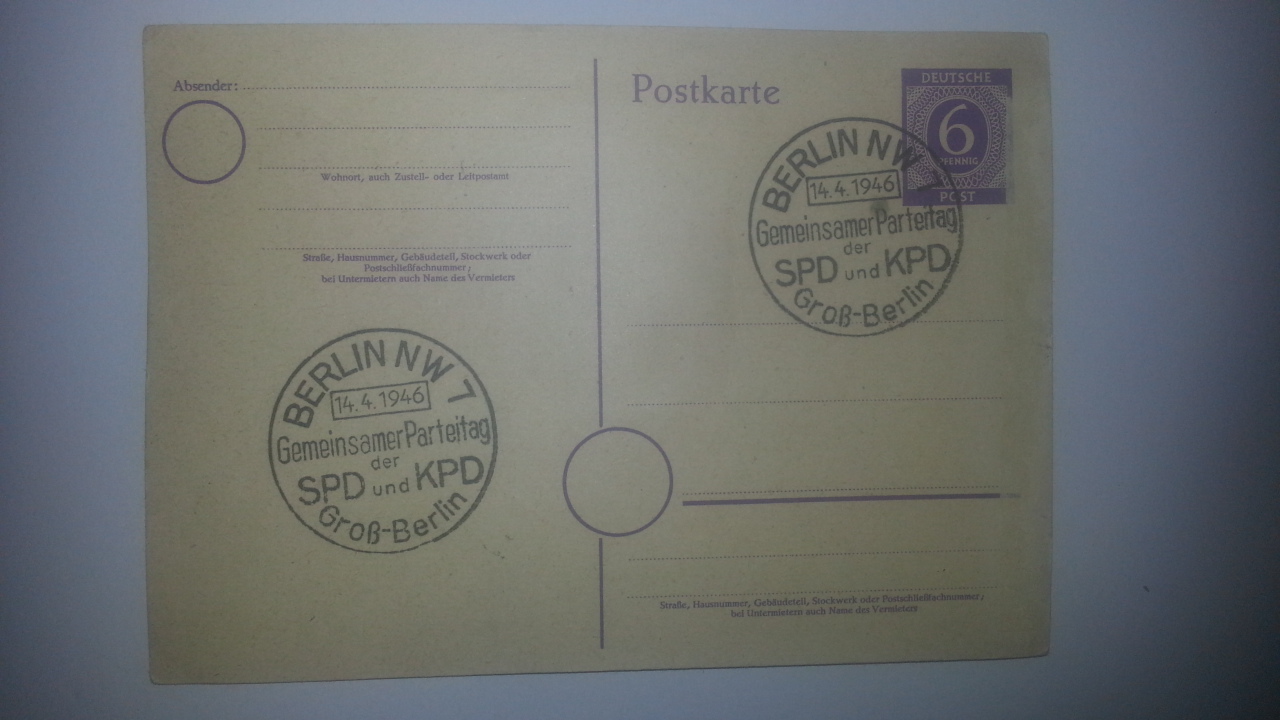 Absender:
Wohnort, auch Zustell- oder Leitpostamt
Straße, Hausnummer, Gebäudeteil, Stockwerk oder
Postschließfachnummer;
bei Untermietern auch Name des Vermieters
BERLIN NW 7
14.4.1946
Gemeinsamer Parteitag
der
SPD und KPD
Groß-Berlin
Postkarte
DEUTSCHE
6
PFENNIG
POST
BERLIN NW 7
14.4.1946
Gemeinsamer Parteitag
der
SPD und KPD
Groß-Berlin
Straße, Hausnummer, Gebäudeteil, Stockwerk oder Postschließfachnummer;
bei Untermietern auch Name des Vermieters